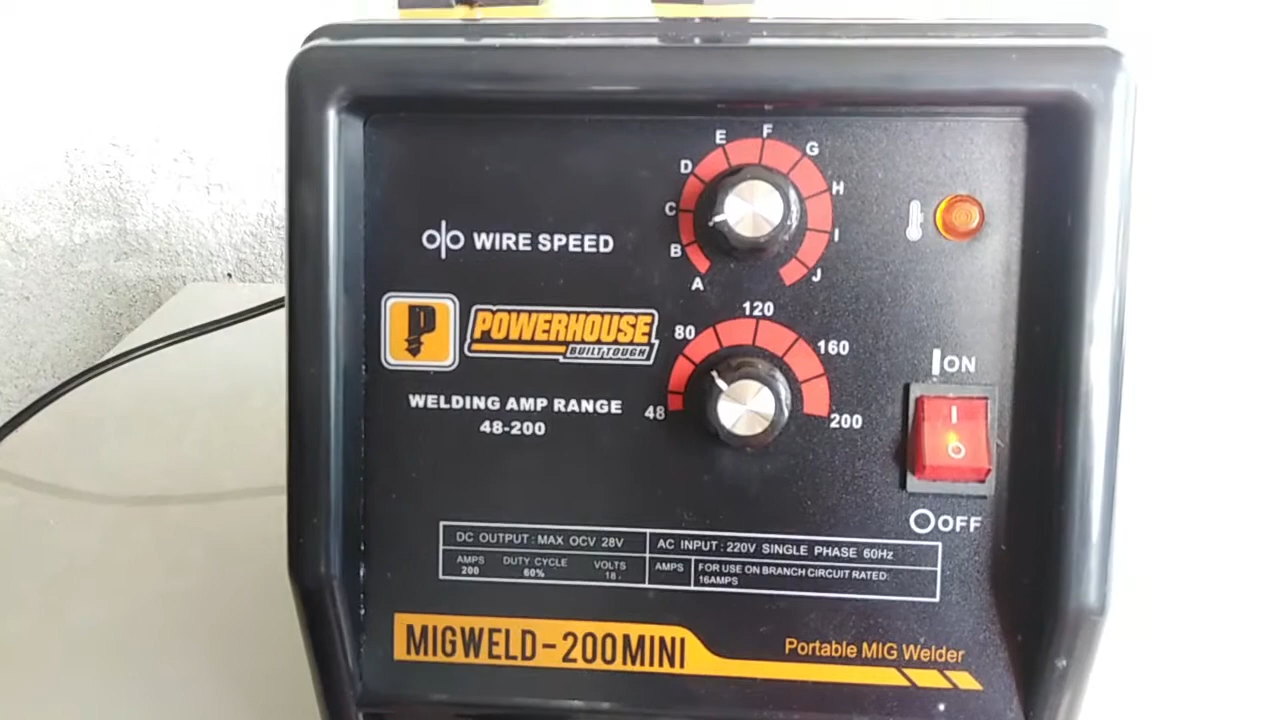 F
E
G
D
H
C
WIRE SPEED
I
B
J
A
120
80
POWERHOUSE
BUILT TOUGH
160
ON
WELDING AMP RANGE
48
48-200
200
I
O
OFF
DC OUTPUT : MAX OCV 28V
AC INPUT : 220V SINGLE PHASE 60Hz
AMPS DUTY CYCLE VOLTS
200 60% 18
AMPS
FOR USE ON BRANCH CIRCUIT RATED:
16AMPS
MIGWELD-200MINI
Portable MIG Welder